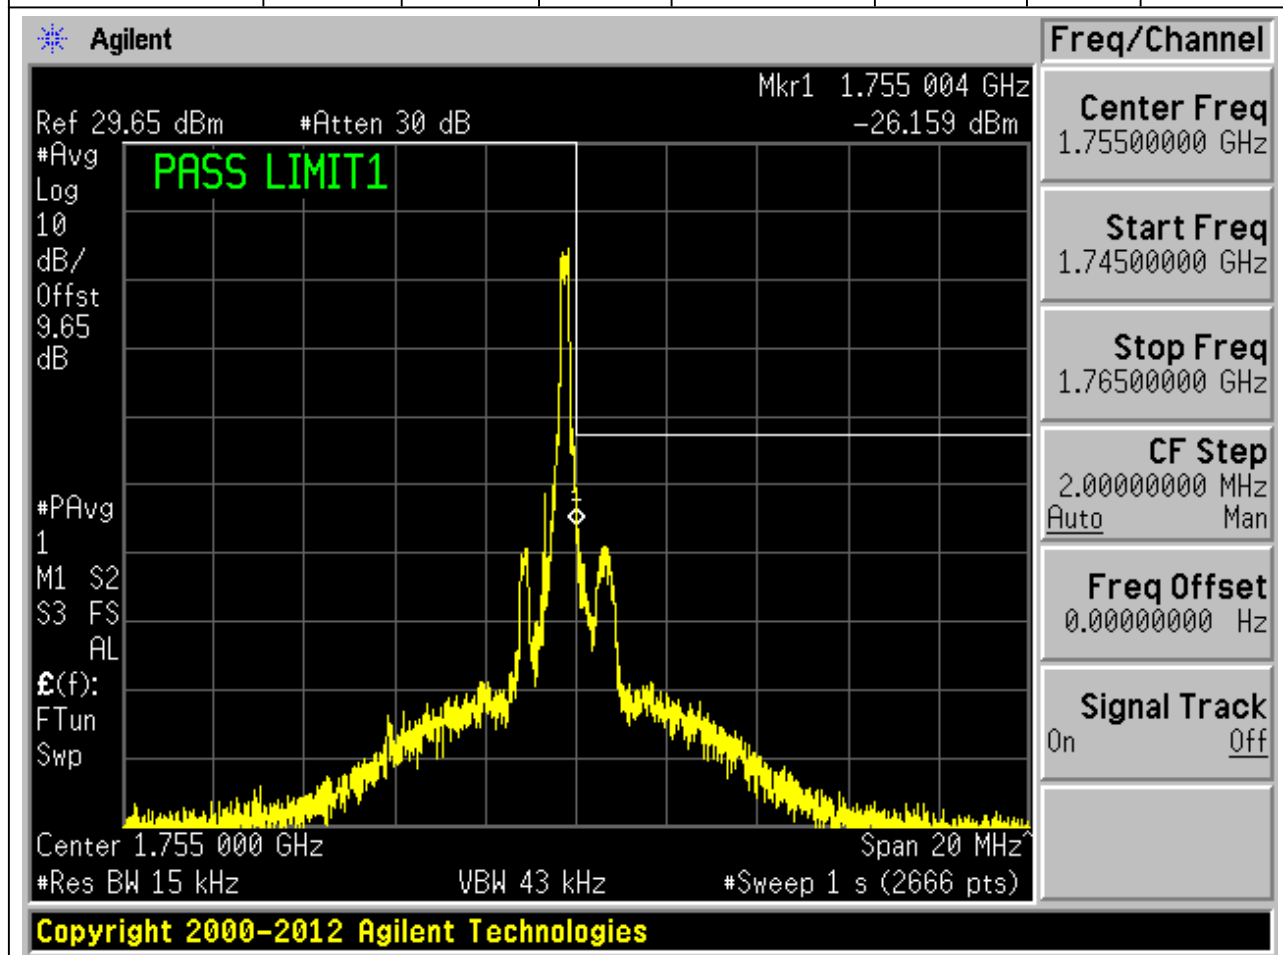 Agilent
Freq/Channel
Mkr1 1.755 004 GHz
Ref 29.65 dBm #Atten 30 dB -26.159 dBm
#Avg
Log
10
dB/
Offst
9.65
dB
PASS LIMIT1
#PAvg
1
M1 S2
S3 FS
AL
£(f):
FTun
Swp
Center 1.755 000 GHz Span 20 MHz^
#Res BW 15 kHz VBW 43 kHz #Sweep 1 s (2666 pts)
Center Freq
1.75500000 GHz
Start Freq
1.74500000 GHz
Stop Freq
1.76500000 GHz
CF Step
2.00000000 MHz
Auto Man
Freq Offset
0.00000000 Hz
Signal Track
On Off
Copyright 2000-2012 Agilent Technologies